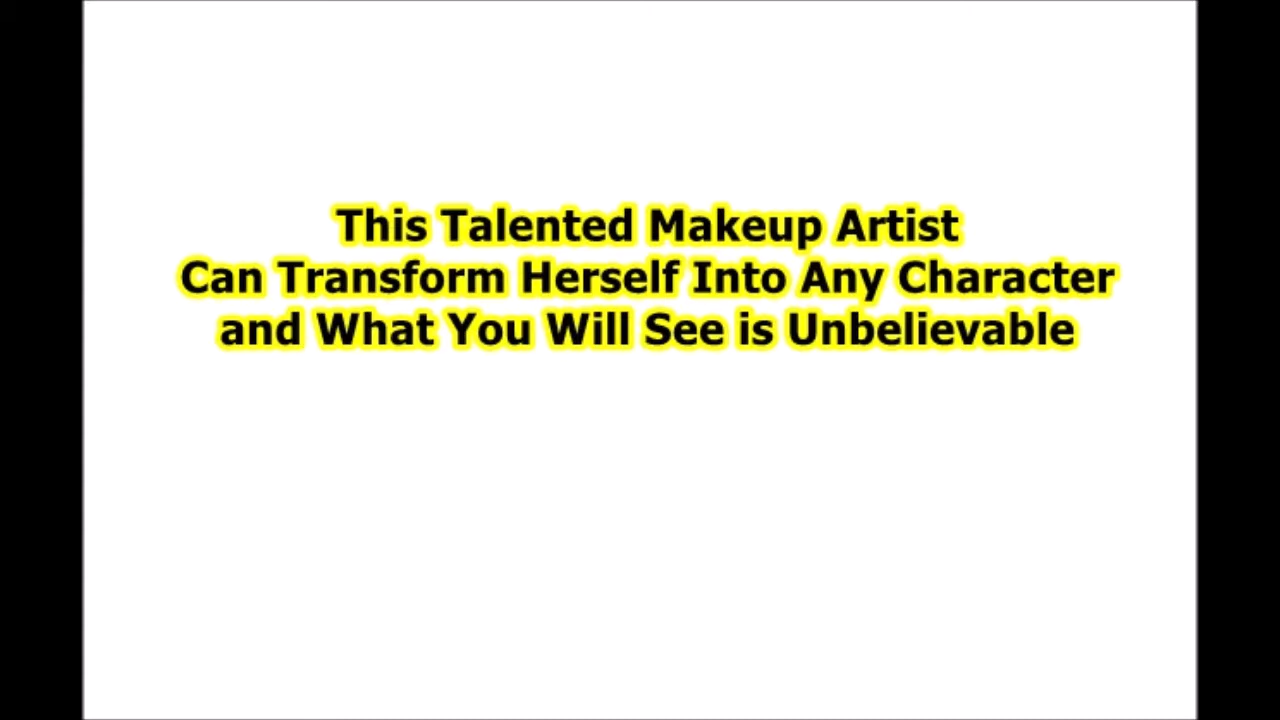 This Talented Makeup Artist
Can Transform Herself Into Any Character
and What You Will See is Unbelievable